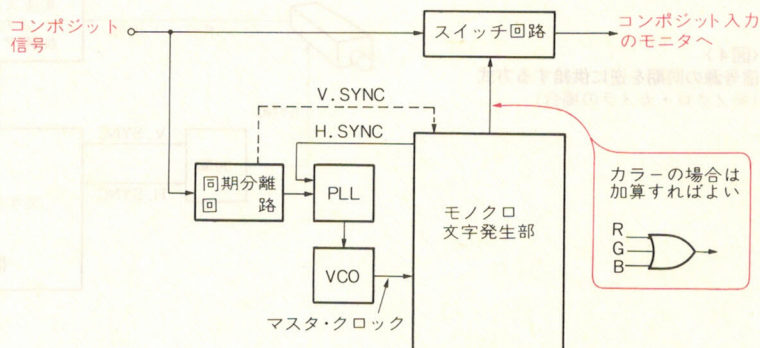 コンポジット
信号
スイッチ回路
コンポジット入力
のモニタへ
V.SYNC
H.SYNC
同期分離
回路
PLL
VCO
マスタ・クロック
モノクロ
文字発生部
カラーの場合は
加算すればよい
R
G
B